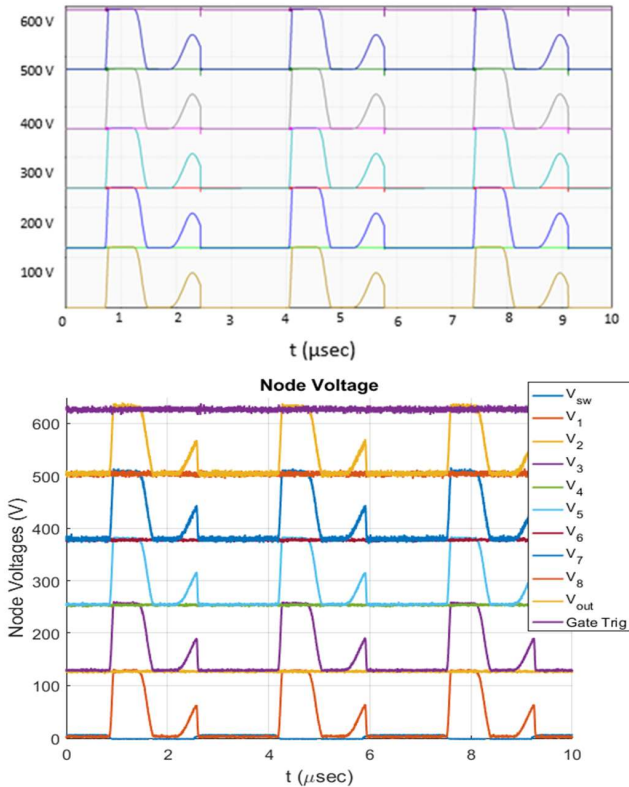 600 V
500 V
400 V
300 V
200 V
100 V
0 1 2 3 4 5 6 7 8 9 10
t (μsec)
Node Voltage
Node Voltages (V)
600
500
400
300
200
100
0
0 2 4 6 8 10
t (μsec)
V_sw
V_1
V_2
V_3
V_4
V_5
V_6
V_7
V_8
V_out
Gate Trig